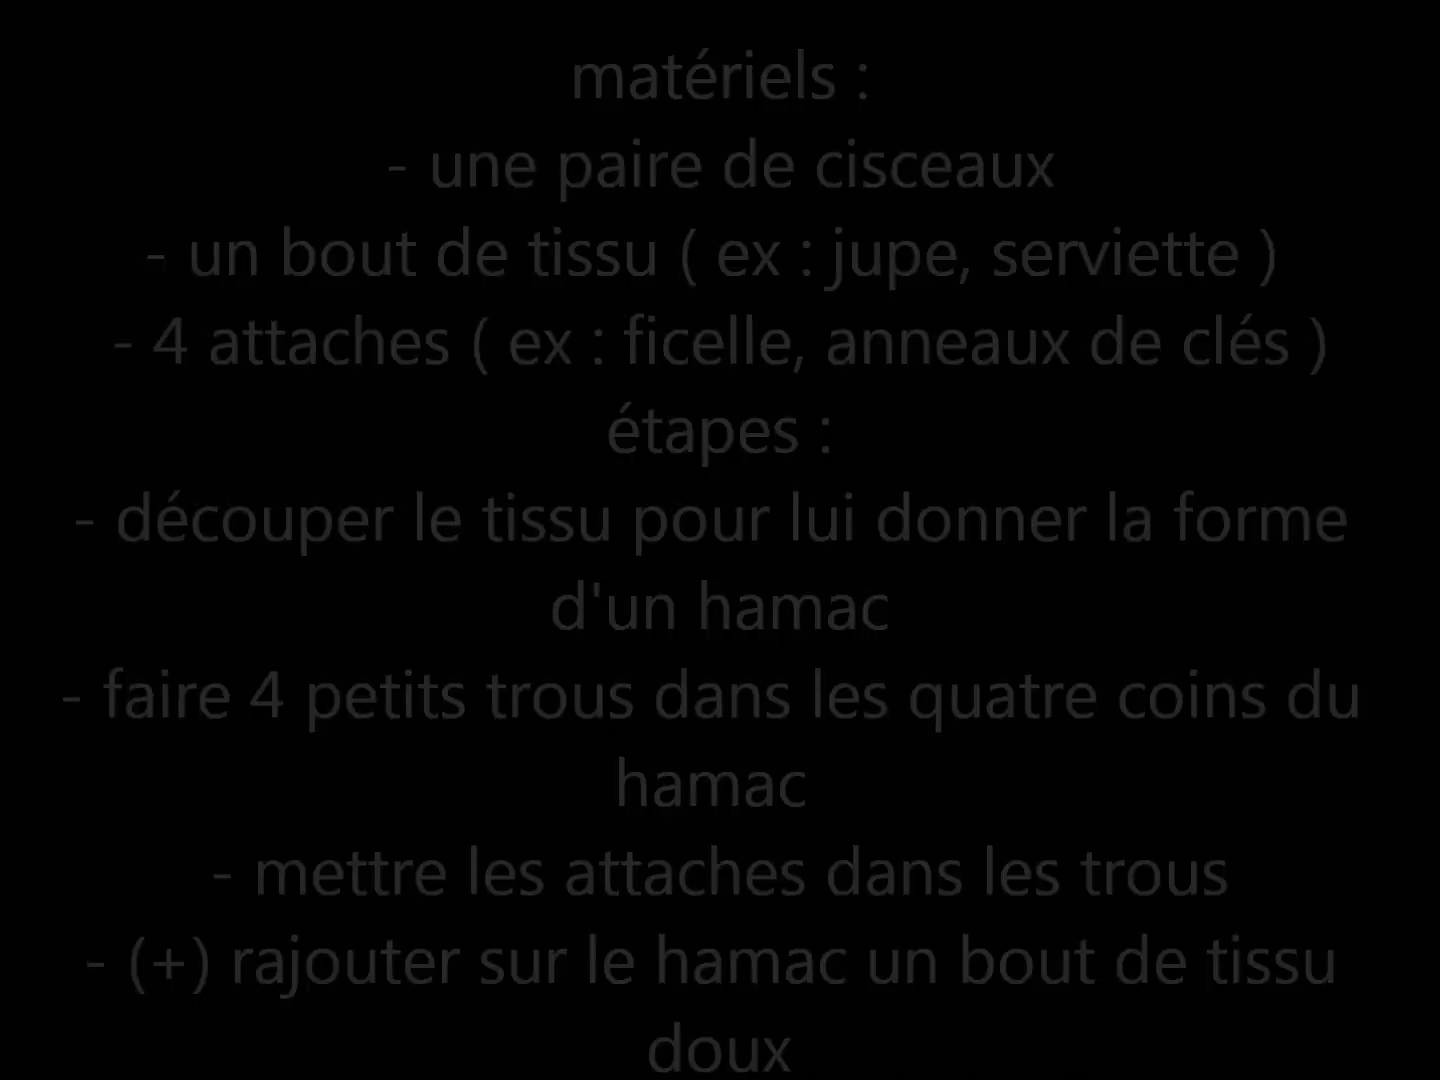 matériels :
- une paire de cisceaux
- un bout de tissu ( ex : jupe, serviette )
- 4 attaches ( ex : ficelle, anneaux de clés )
étapes :
- découper le tissu pour lui donner la forme
d'un hamac
- faire 4 petits trous dans les quatre coins du
hamac
- mettre les attaches dans les trous
- (+) rajouter sur le hamac un bout de tissu
doux